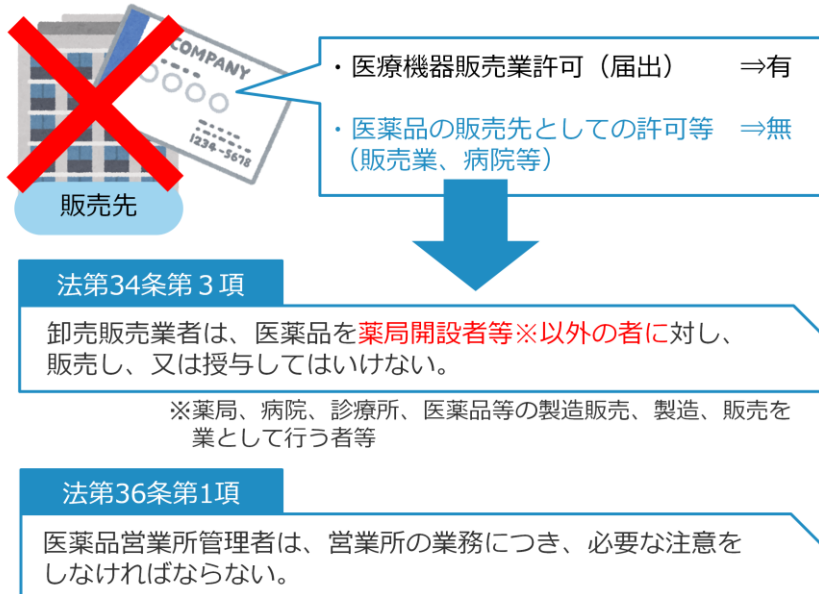 COMPANY
1234-5678
・医療機器販売業許可（届出）　⇒有
・医薬品の販売先としての許可等　⇒無
（販売業、病院等）
販売先
法第34条第３項
卸売販売業者は、医薬品を薬局開設者等※以外の者に対し、
販売し、又は授与してはいけない。
※薬局、病院、診療所、医薬品等の製造販売、製造、販売を
業として行う者等
法第36条第1項
医薬品営業所管理者は、営業所の業務につき、必要な注意を
しなければならない。